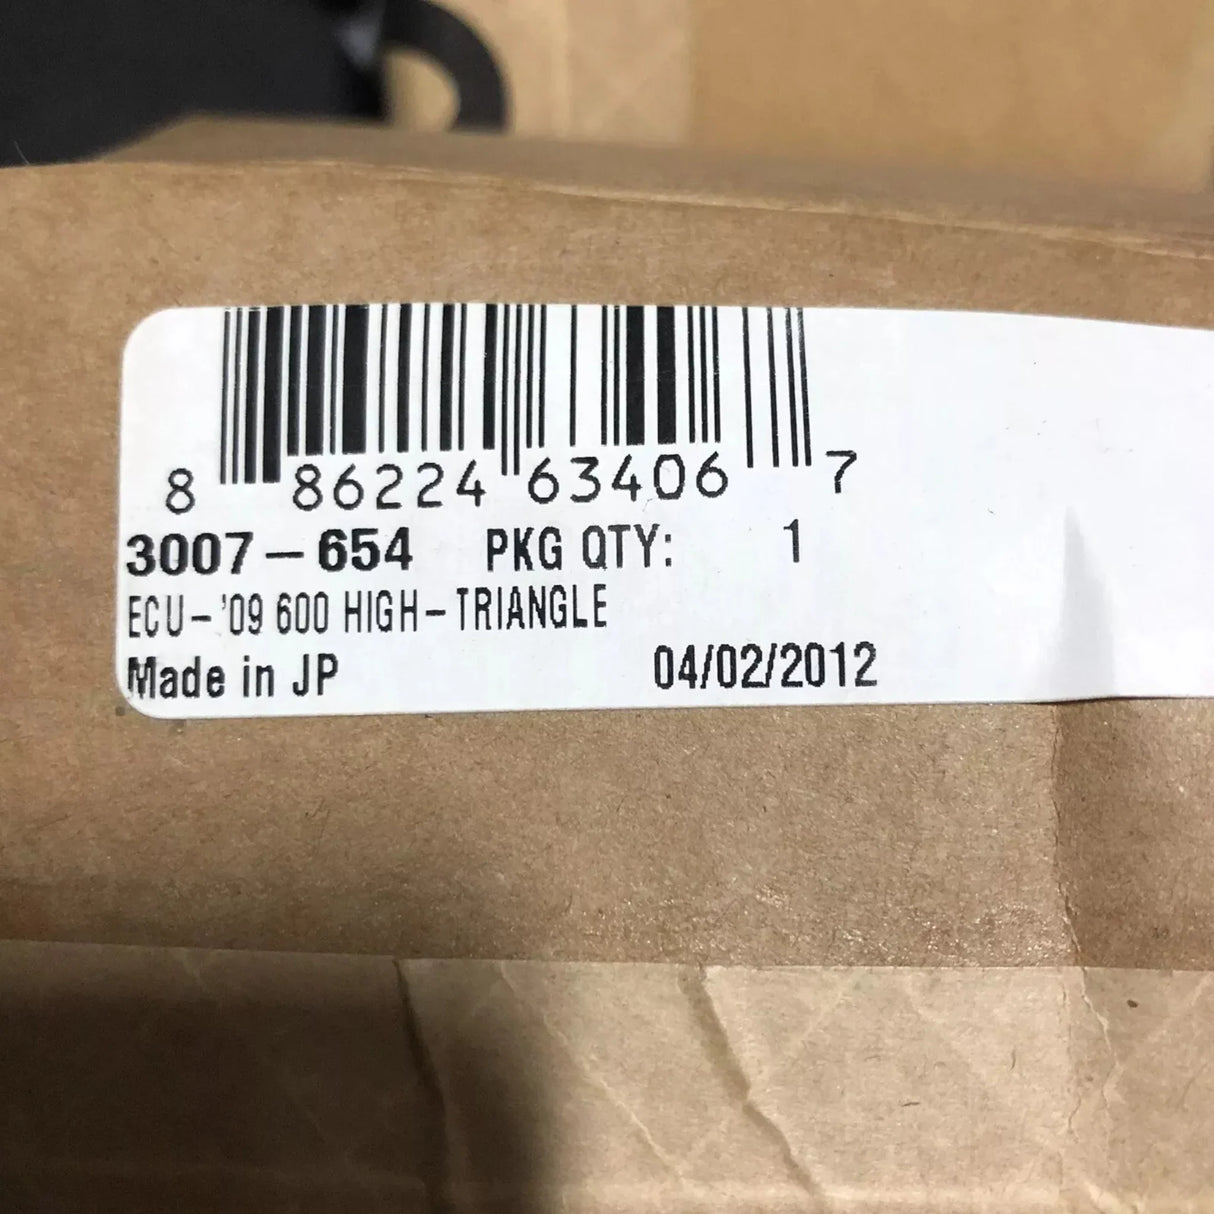 8 86224 63406 7
3007-654 PKG QTY: 1
ECU-'09 600 HIGH-TRIANGLE
Made in JP 04/02/2012